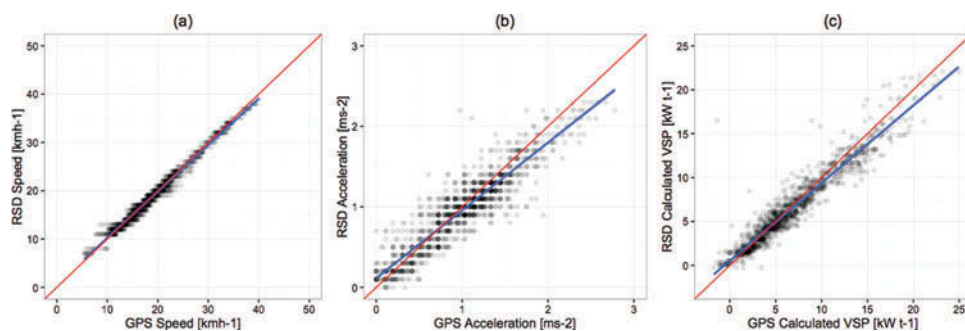 (a)
50
40
30
20
10
0
RSD Speed [kmh-1]
0 10 20 30 40 50
GPS Speed [kmh-1]
(b)
3
2
1
0
RSD Acceleration [ms-2]
0 1 2 3
GPS Acceleration [ms-2]
(c)
25
20
15
10
5
0
RSD Calculated VSP [kW t-1]
0 5 10 15 20 25
GPS Calculated VSP [kW t-1]